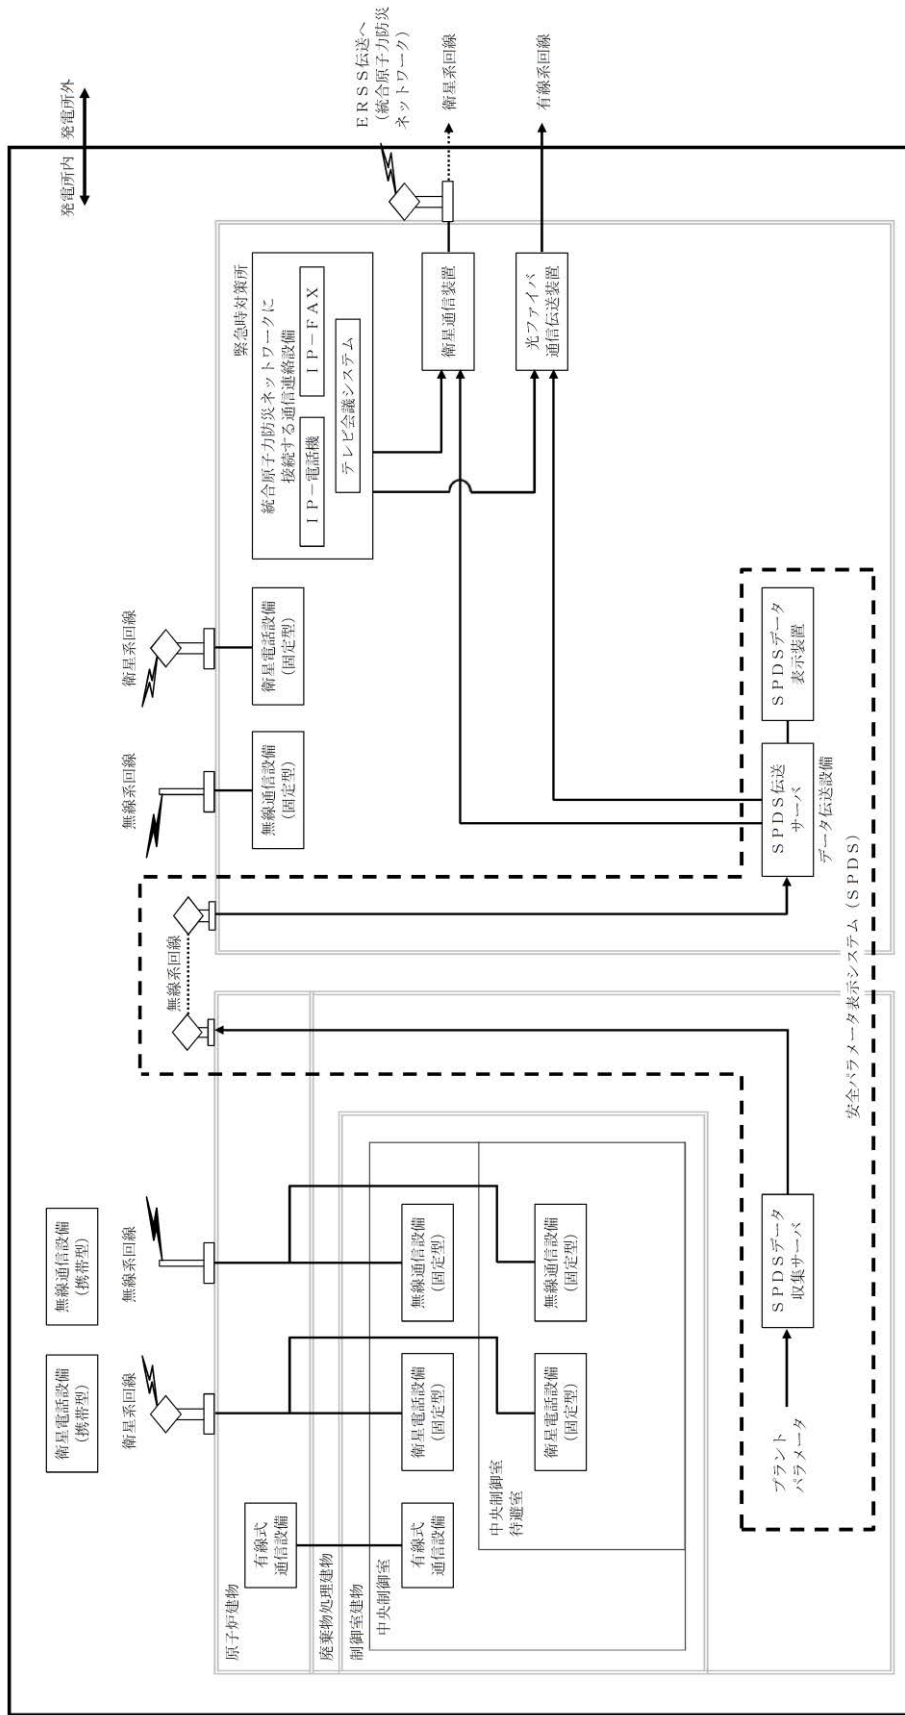 発電所内
発電所外
衛星電話設備
(携帯型)
無線通信設備
(携帯型)
衛星系回線
無線系回線
無線系回線
無線系回線
衛星系回線
ERSS伝送へ
(統合原子力防災
ネットワーク)
衛星系回線
有線系回線
原子炉建物
有線式
通信設備
廃棄物処理建物
制御室建物
中央制御室
有線式
通信設備
衛星電話設備
(固定型)
無線通信設備
(固定型)
中央制御室
待避室
衛星電話設備
(固定型)
無線通信設備
(固定型)
プラント
パラメータ
SPDSデータ
収集サーバ
安全パラメータ表示システム(SPDS)
無線通信設備
(固定型)
衛星電話設備
(固定型)
緊急時対策所
統合原子力防災ネットワークに
接続する通信連絡設備
IP-電話機
IP-FAX
テレビ会議システム
衛星通信装置
光ファイバ
通信伝送装置
SPDS伝送
サーバ
データ伝送設備
SPDSデータ
表示装置